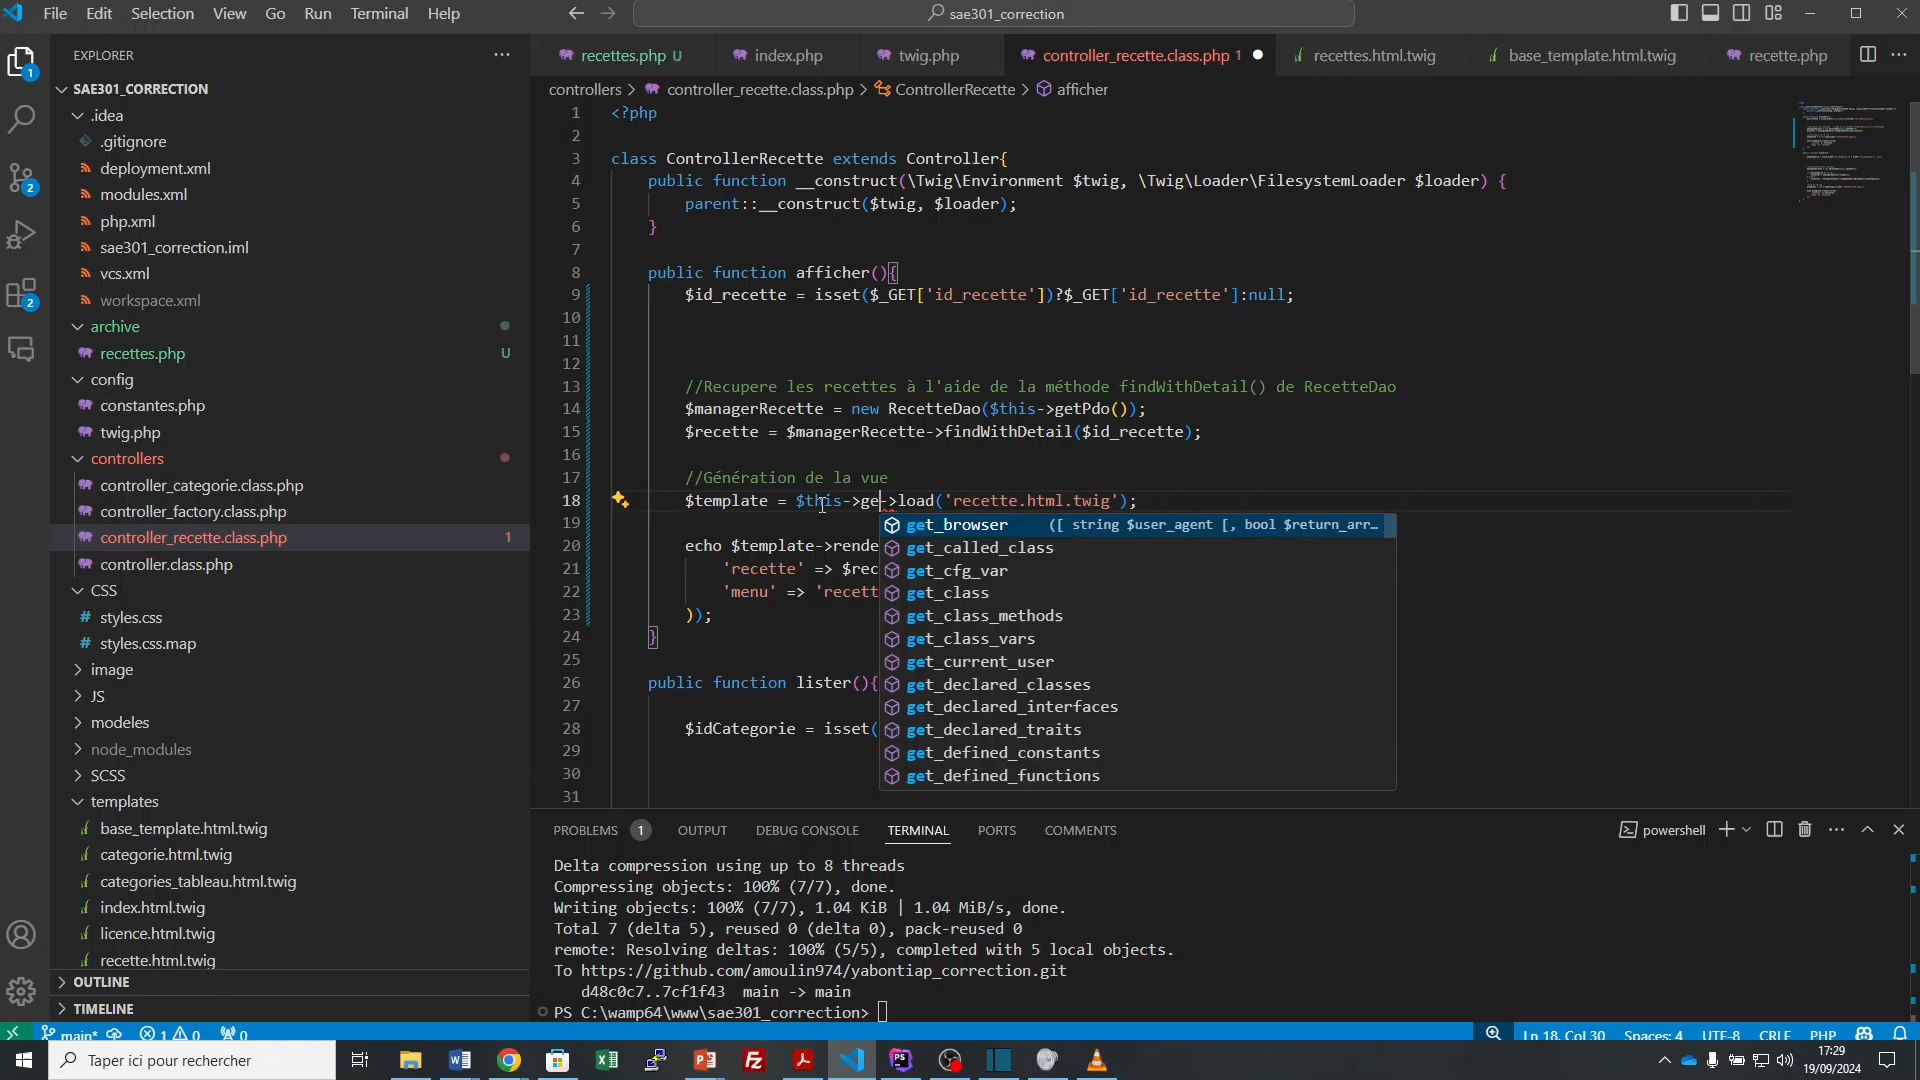 File Edit Selection View Go Run Terminal Help
sae301_correction
EXPLORER
SAE301_CORRECTION
.idea
.gitignore
deployment.xml
modules.xml
php.xml
sae301_correction.iml
vcs.xml
workspace.xml
archive
recettes.php U
config
constantes.php
twig.php
controllers
controller_categorie.class.php
controller_factory.class.php
controller_recette.class.php 1
controller.class.php
CSS
styles.css
styles.css.map
image
JS
modeles
node_modules
SCSS
templates
base_template.html.twig
categorie.html.twig
categories_tableau.html.twig
index.html.twig
licence.html.twig
recette.html.twig
OUTLINE
TIMELINE
1
2
2
recettes.php U index.php twig.php controller_recette.class.php 1 recettes.html.twig base_template.html.twig recette.php
controllers > controller_recette.class.php > ControllerRecette > afficher
1 <?php
2
3 class ControllerRecette extends Controller{
4 public function __construct(\Twig\Environment $twig, \Twig\Loader\FilesystemLoader $loader) {
5 parent::__construct($twig, $loader);
6 }
7
8 public function afficher(){
9 $id_recette = isset($_GET['id_recette'])?$_GET['id_recette']:null;
10
11
12
13 //Recupere les recettes à l'aide de la méthode findWithDetail() de RecetteDao
14 $managerRecette = new RecetteDao($this->getPdo());
15 $recette = $managerRecette->findWithDetail($id_recette);
16
17 //Génération de la vue
18 $template = $this->ge->load('recette.html.twig');
19
20 echo $template->rende
21 'recette' => $rec
22 'menu' => 'recett
23 ));
24 }
25
26 public function lister(){
27
28 $idCategorie = isset(
29
30
31
get_browser ([ string $user_agent [, bool $return_arr…
get_called_class
get_cfg_var
get_class
get_class_methods
get_class_vars
get_current_user
get_declared_classes
get_declared_interfaces
get_declared_traits
get_defined_constants
get_defined_functions
PROBLEMS 1 OUTPUT DEBUG CONSOLE TERMINAL PORTS COMMENTS
powershell
Delta compression using up to 8 threads
Compressing objects: 100% (7/7), done.
Writing objects: 100% (7/7), 1.04 KiB | 1.04 MiB/s, done.
Total 7 (delta 5), reused 0 (delta 0), pack-reused 0
remote: Resolving deltas: 100% (5/5), completed with 5 local objects.
To https://github.com/amoulin974/yabontiap_correction.git
d48c0c7..7cf1f43 main -> main
PS C:\wamp64\www\sae301_correction>
main* 1 0 0
Ln 18, Col 30 Spaces: 4 UTF-8 CRLF PHP
Taper ici pour rechercher
17:29
19/09/2024